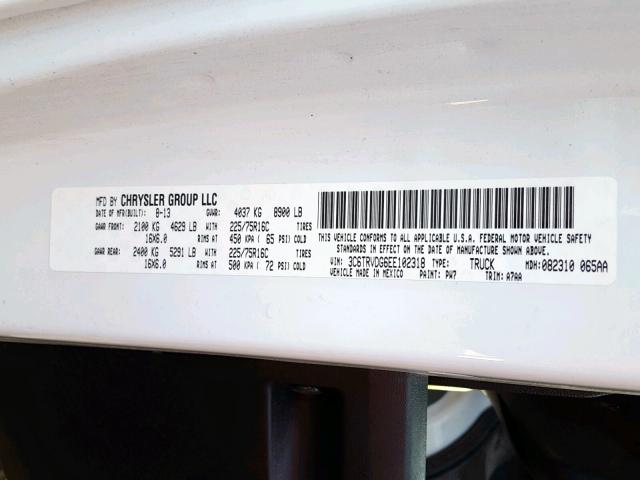 MFD BY CHRYSLER GROUP LLC
DATE OF MFR(BUILT): 8-13 GVWR: 4037 KG 8900 LB
GAWR FRONT: 2100 KG 4629 LB WITH 225/75R16C TIRES
16X6.0 RIMS AT 450 KPA ( 65 PSI) COLD
GAWR REAR: 2400 KG 5291 LB WITH 225/75R16C TIRES
16X6.0 RIMS AT 500 KPA ( 72 PSI) COLD
THIS VEHICLE CONFORMS TO ALL APPLICABLE U.S.A. FEDERAL MOTOR VEHICLE SAFETY
STANDARDS IN EFFECT ON THE DATE OF MANUFACTURE SHOWN ABOVE.
VIN: 3C6TRVDG6EE102318 TYPE: TRUCK MDH: 082310 065AA
VEHICLE MADE IN MEXICO PAINT: PW7 TRIM: A7AA